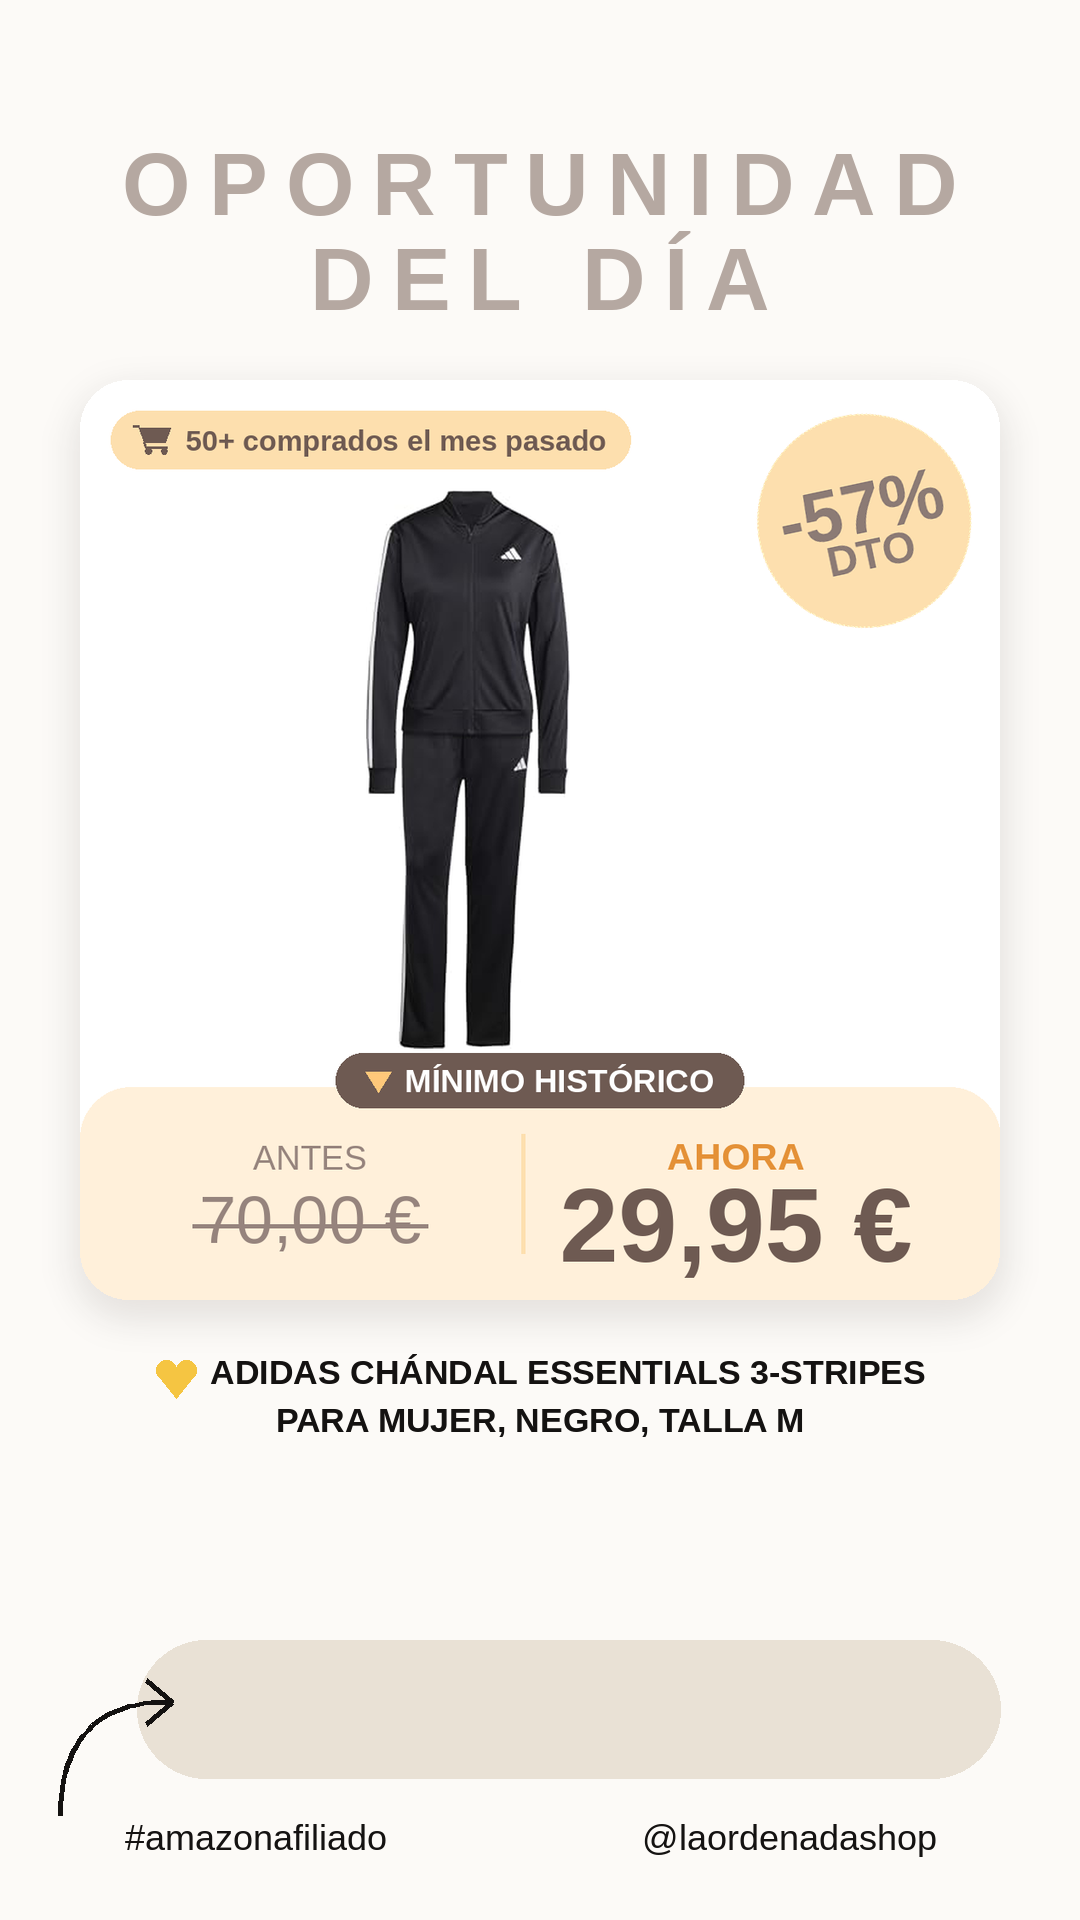 OPORTUNIDAD
DEL DÍA
50+ comprados el mes pasado
-57%
DTO
MÍNIMO HISTÓRICO
ANTES
70,00 €
AHORA
29,95 €
ADIDAS CHÁNDAL ESSENTIALS 3-STRIPES
PARA MUJER, NEGRO, TALLA M
#amazonafiliado
@laordenadashop